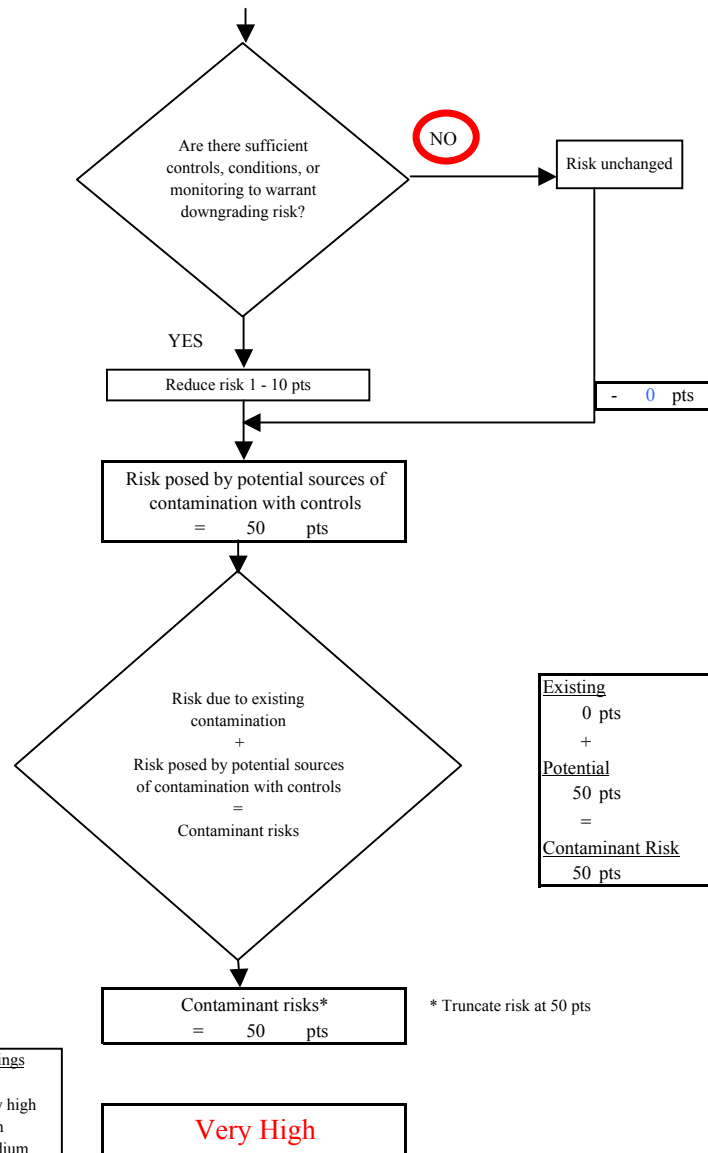 Are there sufficient
controls, conditions, or
monitoring to warrant
downgrading risk?
NO
Risk unchanged
YES
Reduce risk 1 - 10 pts
- 0 pts
Risk posed by potential sources of
contamination with controls
= 50 pts
Risk due to existing
contamination
+
Risk posed by potential sources
of contamination with controls
=
Contaminant risks
Existing
0 pts
+
Potential
50 pts
=
Contaminant Risk
50 pts
Contaminant risks*
= 50 pts
* Truncate risk at 50 pts
high
Very High